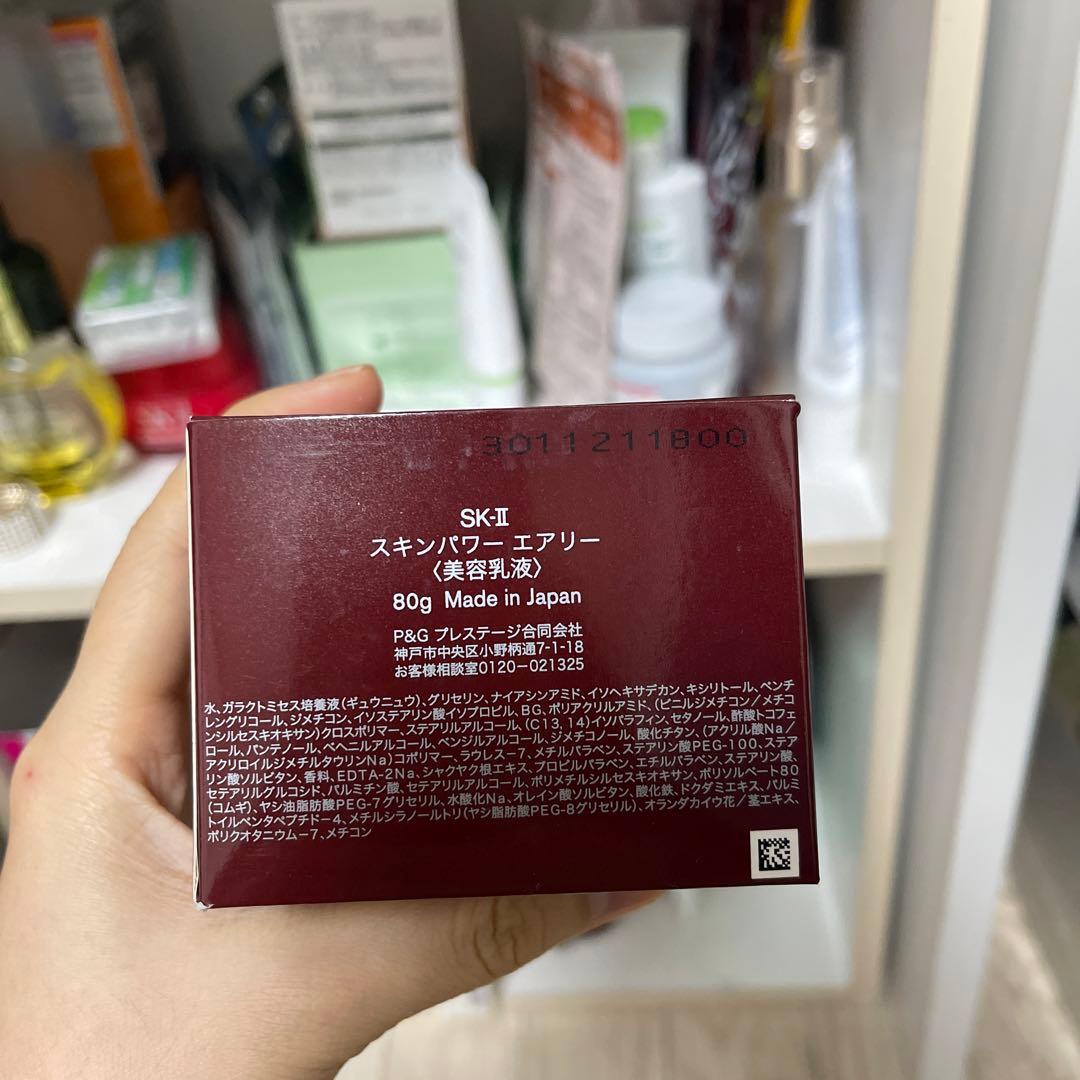 3011211800
SK-II
スキンパワー エアリー
〈美容乳液〉
80g Made in Japan
P&G プレステージ合同会社
神戸市中央区小野柄通7-1-18
お客様相談室0120-021325
水、ガラクトミセス培養液(ギュウニュウ)、グリセリン、ナイアシンアミド、イソヘキサデカン、キシリトール、ペンチ
レングリコール、ジメチコン、イソステアリン酸イソプロピル、BG、ポリアクリルアミド、(ビニルジメチコン/メチコ
ンシルセスキオキサン)クロスポリマー、ステアリルアルコール、(C13, 14)イソパラフィン、セタノール、酢酸トコフェ
ロール、パンテノール、ベヘニルアルコール、ベンジルアルコール、ジメチコノール、酸化チタン、(アクリル酸Na/
アクリロイルジメチルタウリンNa)コポリマー、ラウレス-7、メチルパラベン、ステアリン酸PEG-100、ステア
リン酸ソルビタン、香料、EDTA-2Na、シャクヤク根エキス、プロピルパラベン、エチルパラベン、ステアリン酸、
セテアリルグルコシド、パルミチン酸、セテアリルアルコール、ポリメチルシルセスキオキサン、ポリソルベート80
(コムギ)、ヤシ油脂肪酸PEG-7グリセリル、水酸化Na、オレイン酸ソルビタン、酸化鉄、ドクダミエキス、パルミ
トイルペンタペプチド-4、メチルシラノールトリ(ヤシ脂肪酸PEG-8グリセリル)、オランダカイウ花/茎エキス、
ポリクオタニウム-7、メチコン